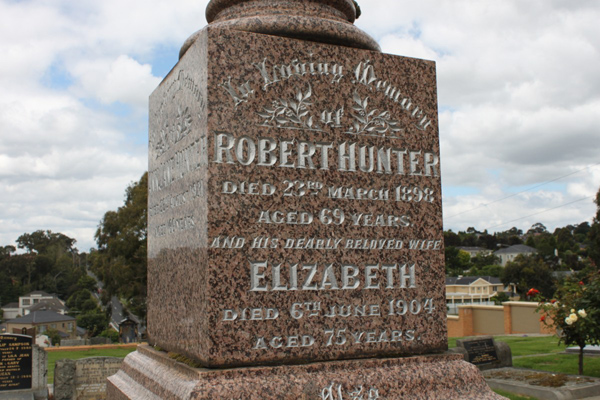 In Loving Memory
of
ROBERT HUNTER
DIED 23RD MARCH 1898
AGED 69 YEARS.
AND HIS DEARLY BELOVED WIFE
ELIZABETH
DIED 6TH JUNE 1904
AGED 75 YEARS.
Also